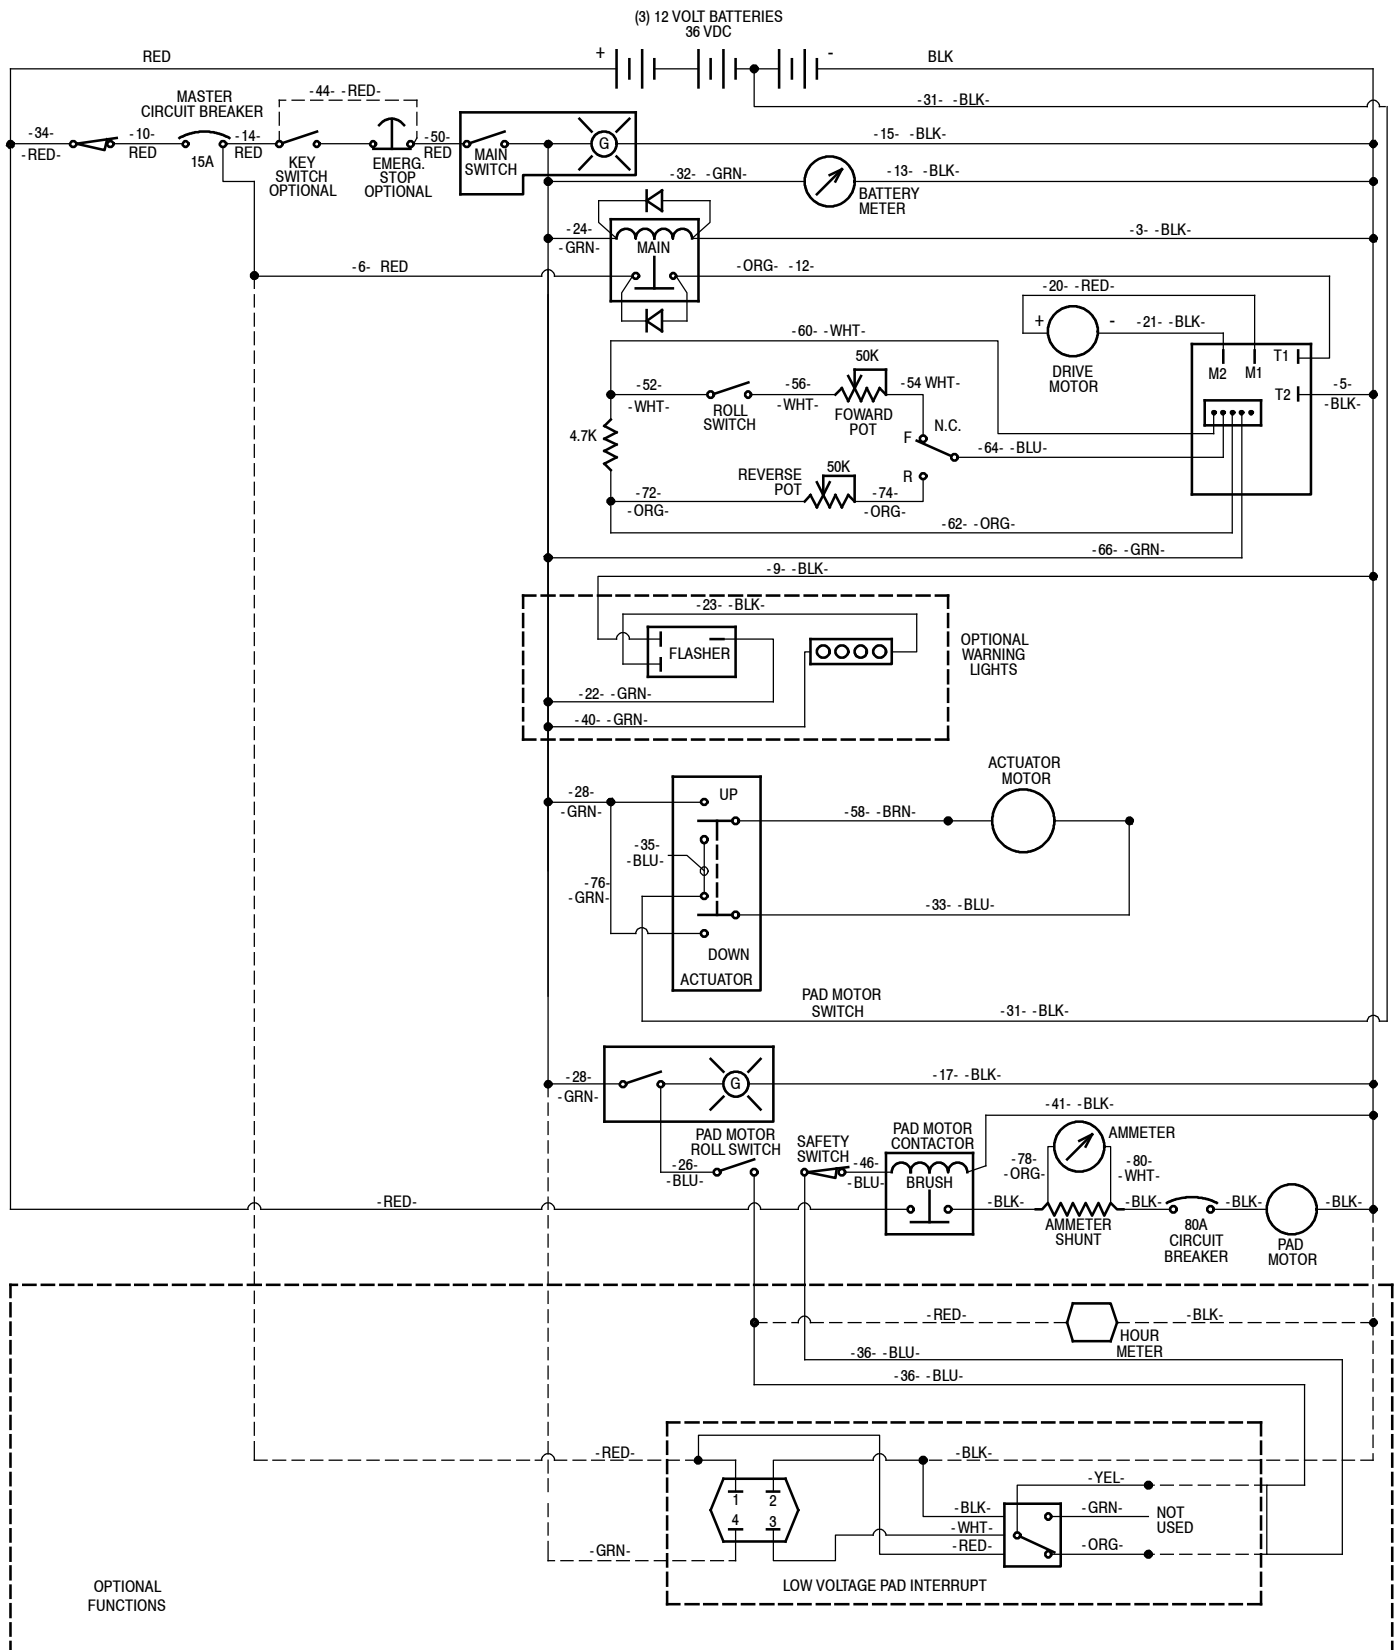 (3) 12 VOLT BATTERIES
36 VDC
RED
+
-
BLK
-31- -BLK-
-44- -RED-
MASTER
CIRCUIT BREAKER
-34-
-RED-
-10-
RED
15A
-14-
RED
KEY
SWITCH
OPTIONAL
EMERG.
STOP
OPTIONAL
-50-
RED
MAIN
SWITCH
G
-15- -BLK-
-32- -GRN-
-13- -BLK-
BATTERY
METER
-24-
-GRN-
MAIN
-3- -BLK-
-6- RED
-ORG- -12-
-20- -RED-
+
-
-21- -BLK-
DRIVE
MOTOR
M2
M1
T1
T2
-5-
-BLK-
-60- -WHT-
-52-
-WHT-
ROLL
SWITCH
-56-
-WHT-
50K
FOWARD
POT
-54 WHT-
N.C.
F
4.7K
-64- -BLU-
R
REVERSE
POT
50K
-72-
-ORG-
-74-
-ORG-
-62- -ORG-
-66- -GRN-
-9- -BLK-
-23- -BLK-
FLASHER
OPTIONAL
WARNING
LIGHTS
-22- -GRN-
-40- -GRN-
ACTUATOR
MOTOR
-28-
-GRN-
UP
-58- -BRN-
-35-
-BLU-
-76-
-GRN-
-33- -BLU-
DOWN
ACTUATOR
PAD MOTOR
SWITCH
-31- -BLK-
-28-
-GRN-
G
-17- -BLK-
-41- -BLK-
PAD MOTOR
ROLL SWITCH
-26-
-BLU-
SAFETY
SWITCH
-46-
-BLU-
PAD MOTOR
CONTACTOR
BRUSH
AMMETER
-78-
-ORG-
-80-
-WHT-
-RED-
-BLK-
AMMETER
SHUNT
-BLK-
80A
CIRCUIT
BREAKER
-BLK-
PAD
MOTOR
-BLK-
-RED-
HOUR
METER
-BLK-
-36- -BLU-
-36- -BLU-
-RED-
-BLK-
1
2
4
3
-YEL-
-BLK-
-GRN-
NOT
USED
-WHT-
-RED-
-ORG-
-GRN-
LOW VOLTAGE PAD INTERRUPT
OPTIONAL
FUNCTIONS